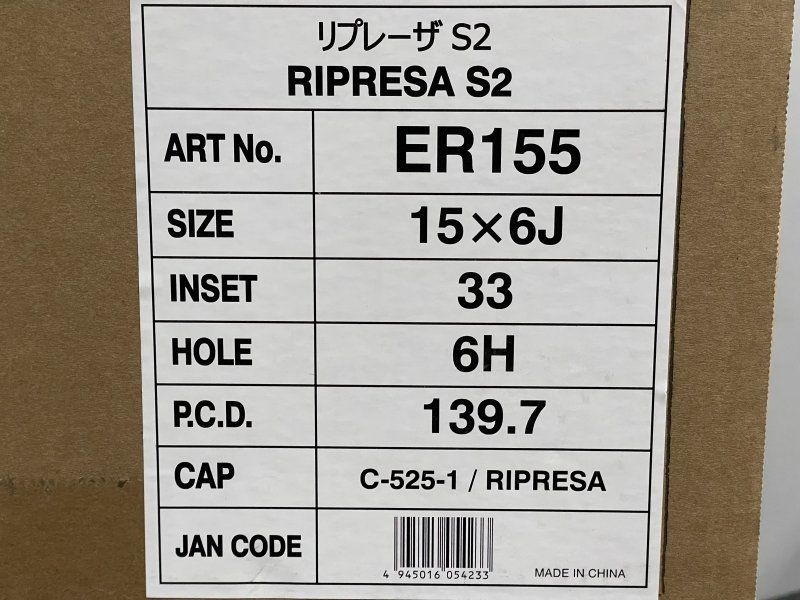 リプレーザ S2
RIPRESA S2
ART No. ER155
SIZE 15×6J
INSET 33
HOLE 6H
P.C.D. 139.7
CAP C-525-1 / RIPRESA
JAN CODE 4 945016 054233 MADE IN CHINA